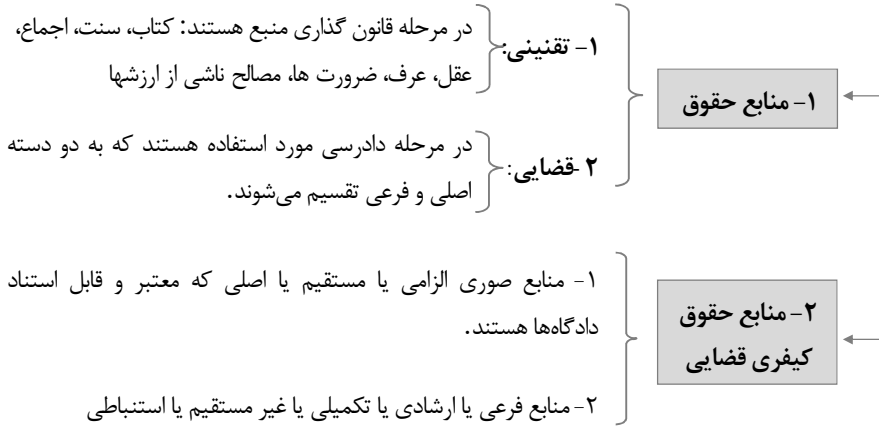 ۱- منابع حقوق
۱- تقنینی:
در مرحله قانون گذاری منبع هستند: کتاب، سنت، اجماع،
عقل، عرف، ضرورت ها، مصالح ناشی از ارزشها
۲-قضایی:
در مرحله دادرسی مورد استفاده هستند که به دو دسته
اصلی و فرعی تقسیم می‌شوند.
۲- منابع حقوق
کیفری قضایی
۱- منابع صوری الزامی یا مستقیم یا اصلی که معتبر و قابل استناد
دادگاه‌ها هستند.
۲- منابع فرعی یا ارشادی یا تکمیلی یا غیر مستقیم یا استنباطی